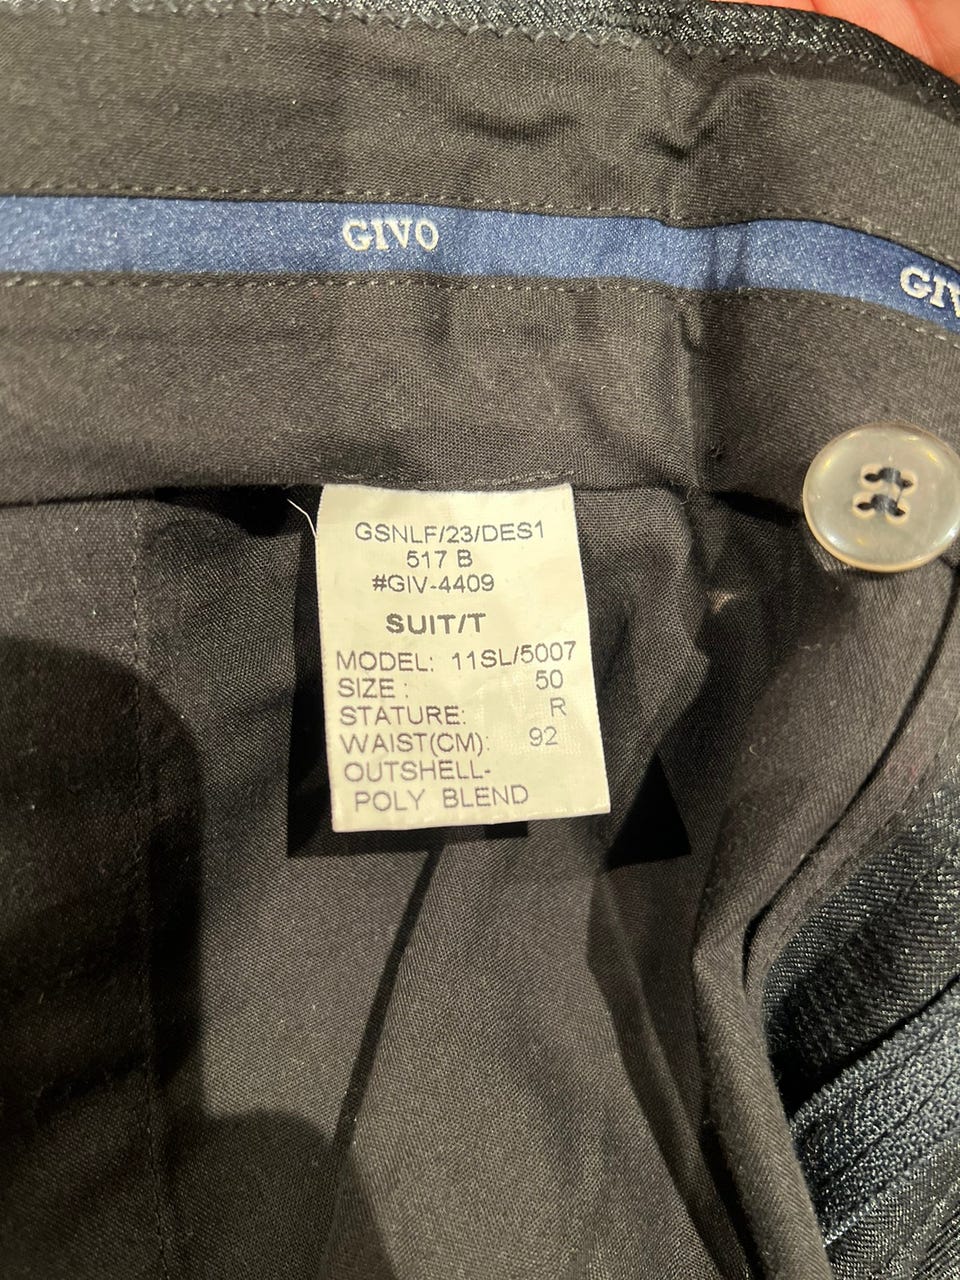 GIVO
GIV
GSNLF/23/DES1
517 B
#GIV-4409
SUIT/T
MODEL: 11SL/5007
SIZE : 50
STATURE: R
WAIST(CM): 92
OUTSHELL-
POLY BLEND